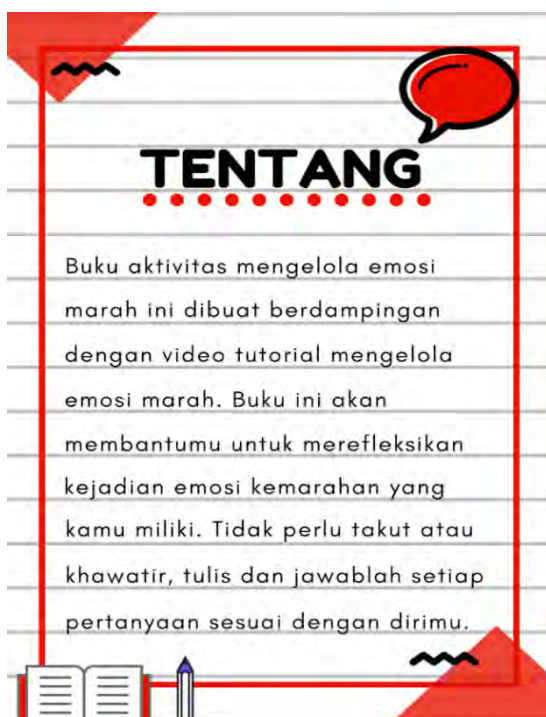 TENTANG
Buku aktivitas mengelola emosi
marah ini dibuat berdampingan
dengan video tutorial mengelola
emosi marah. Buku ini akan
membantumu untuk merefleksikan
kejadian emosi kemarahan yang
kamu miliki. Tidak perlu takut atau
khawatir, tulis dan jawablah setiap
pertanyaan sesuai dengan dirimu.